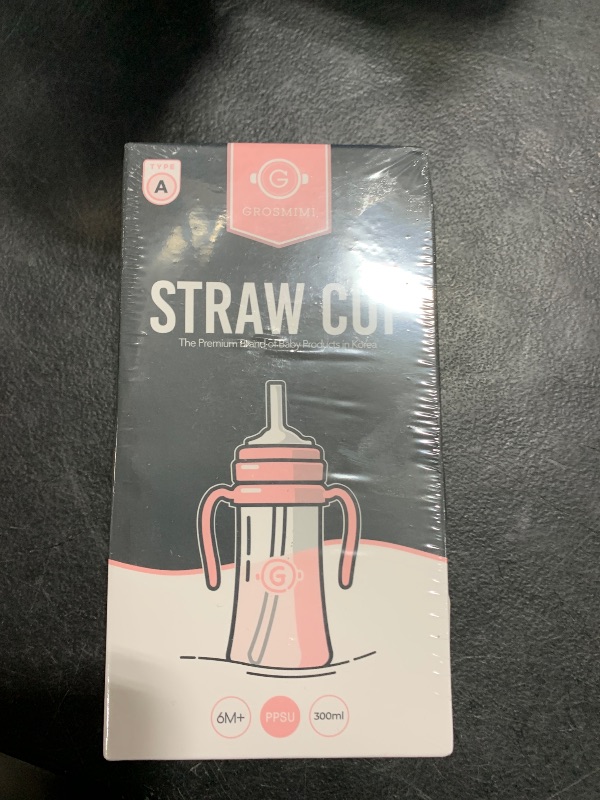 TYPE
A
G
GROSMIMI
STRAW CUP
The Premium Brand of Baby Products in Korea
G
6M+
PPSU
300ml